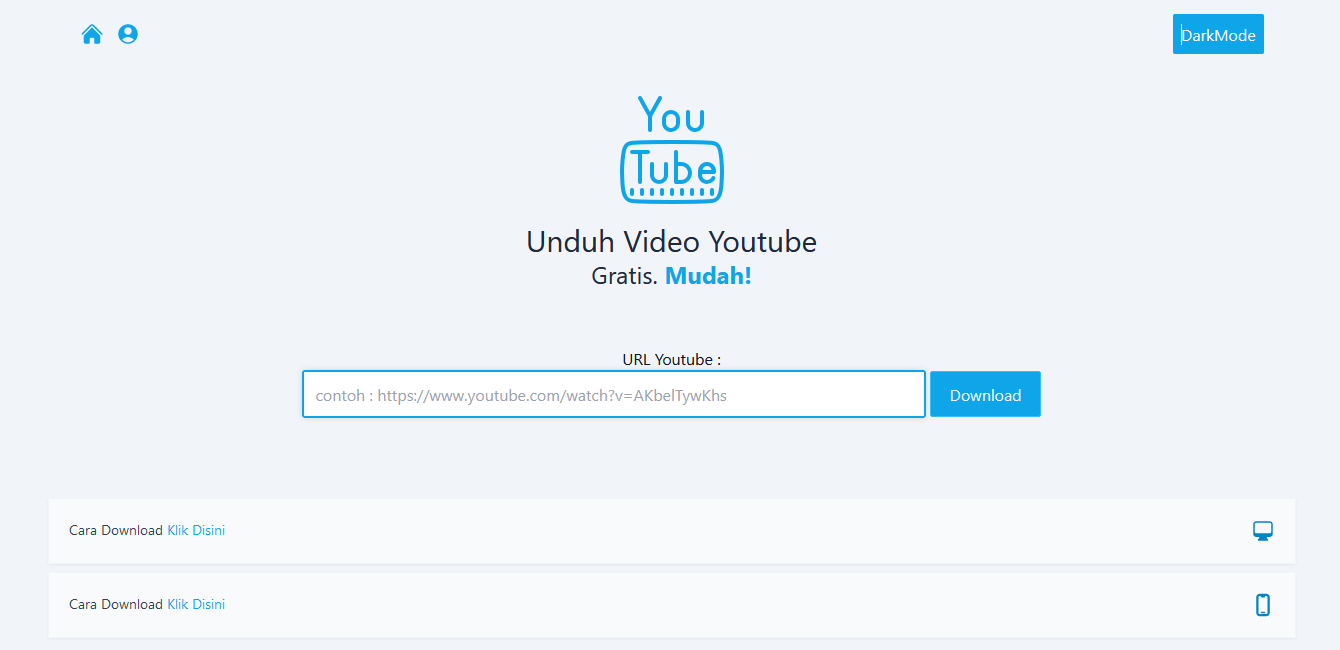 DarkMode
You
Tube
Unduh Video Youtube
Gratis. Mudah!
URL Youtube :
contoh : https://www.youtube.com/watch?v=AKbelTywKhs
Download
Cara Download Klik Disini
Cara Download Klik Disini